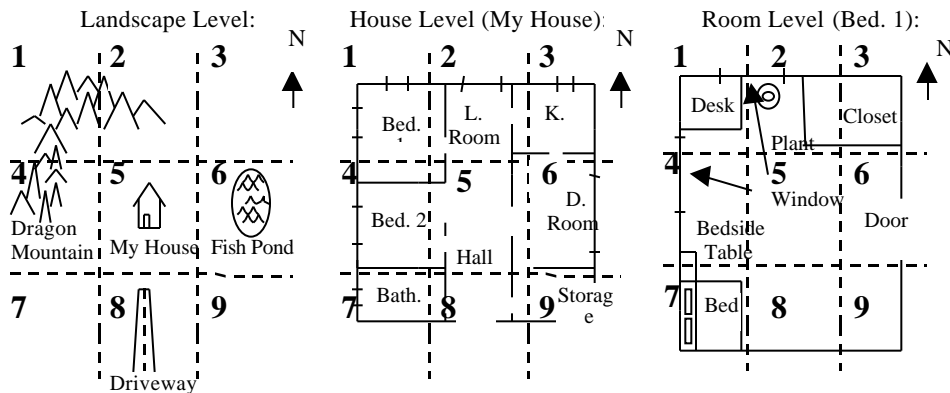 Landscape Level:
1 2 3
N
4 5 6
Dragon
Mountain
My House
Fish Pond
7 8 9
Driveway
House Level (My House):
N
1 2 3
Bed.
L.
Room
K.
4 5 6
Bed. 2
D.
Room
Hall
7 8 9
Bath.
Storag
e
Room Level (Bed. 1):
1 2 3
N
Desk
Plant
Closet
4 5 6
Window
Door
Bedside
Table
7 8 9
Bed